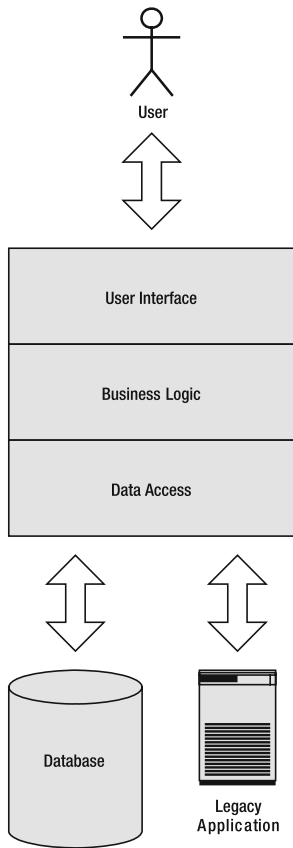 User
User Interface
Business Logic
Data Access
Database
Legacy
Application